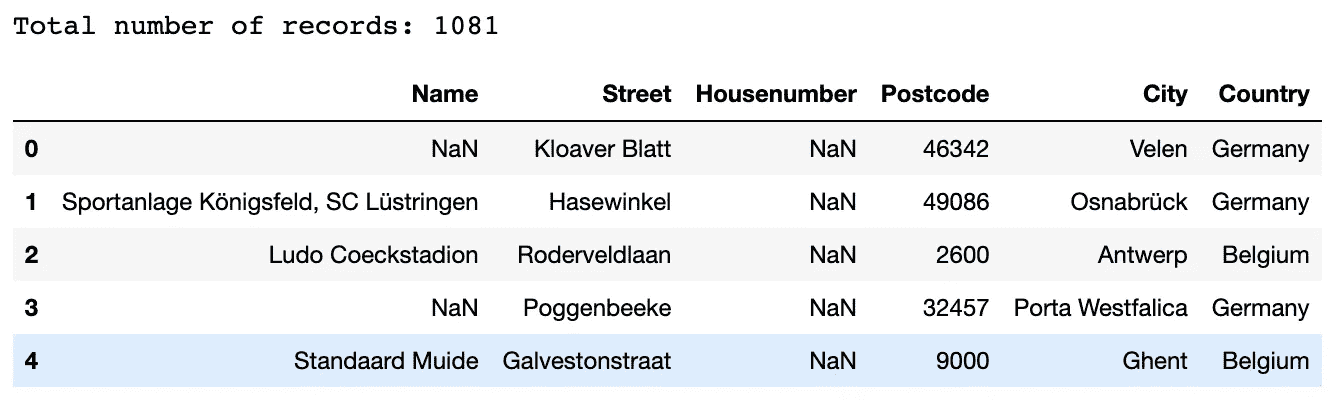 Total number of records: 1081
Name Street Housenumber Postcode City Country
0 NaN Kloaver Blatt NaN 46342 Velen Germany
1 Sportanlage Königsfeld, SC Lüstringen Hasewinkel NaN 49086 Osnabrück Germany
2 Ludo Coeckstadion Roderveldlaan NaN 2600 Antwerp Belgium
3 NaN Poggenbeeke NaN 32457 Porta Westfalica Germany
4 Standaard Muide Galvestonstraat NaN 9000 Ghent Belgium